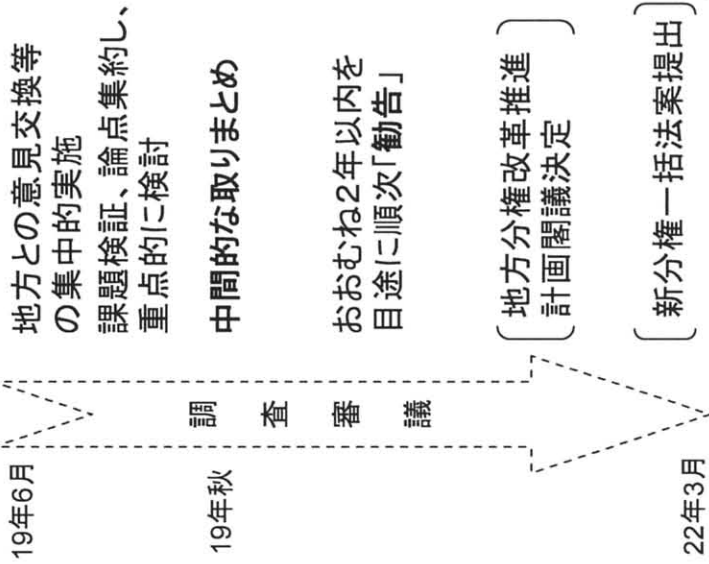 19年6月
地方との意見交換等
の集中的実施
課題検証、論点集約し、
重点的に検討
19年秋
中間的な取りまとめ
調査審議
おおむね2年以内を
目途に順次「勧告」
地方分権改革推進
計画閣議決定
22年3月
新分権一括法案提出